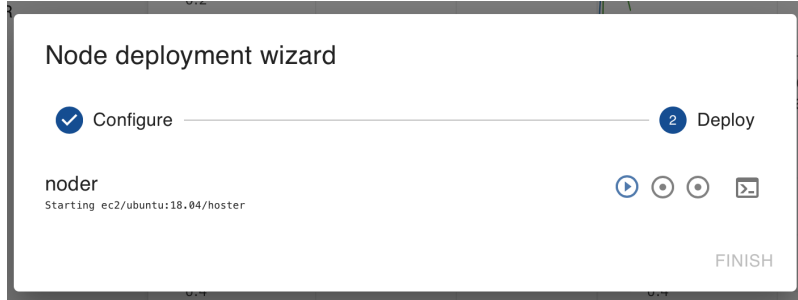 Node deployment wizard
Configure
2 Deploy
noder
Starting ec2/ubuntu:18.04/hoster
FINISH